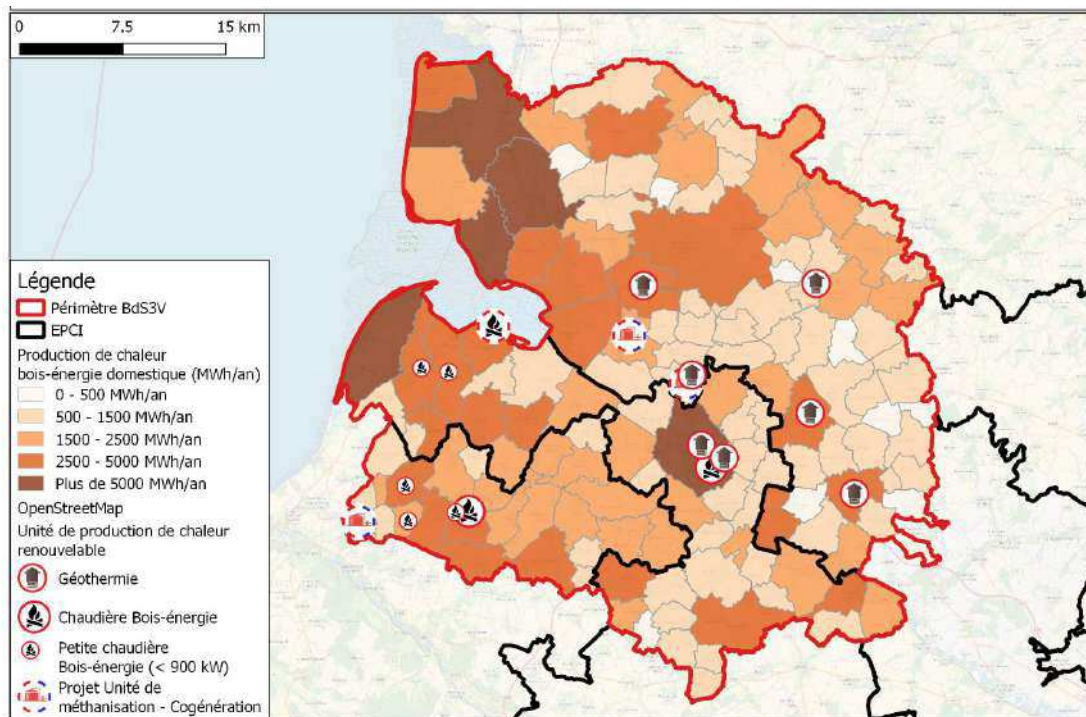 0 7.5 15 km
Légende
Périmètre BdS3V
EPCI
Production de chaleur
bois-énergie domestique (MWh/an)
0 - 500 MWh/an
500 - 1500 MWh/an
1500 - 2500 MWh/an
2500 - 5000 MWh/an
Plus de 5000 MWh/an
OpenStreetMap
Unité de production de chaleur
renouvelable
Géothermie
Chaudière Bois-énergie
Petite chaudière
Bois-énergie (< 900 kW)
Projet Unité de
méthanisation - Cogénération